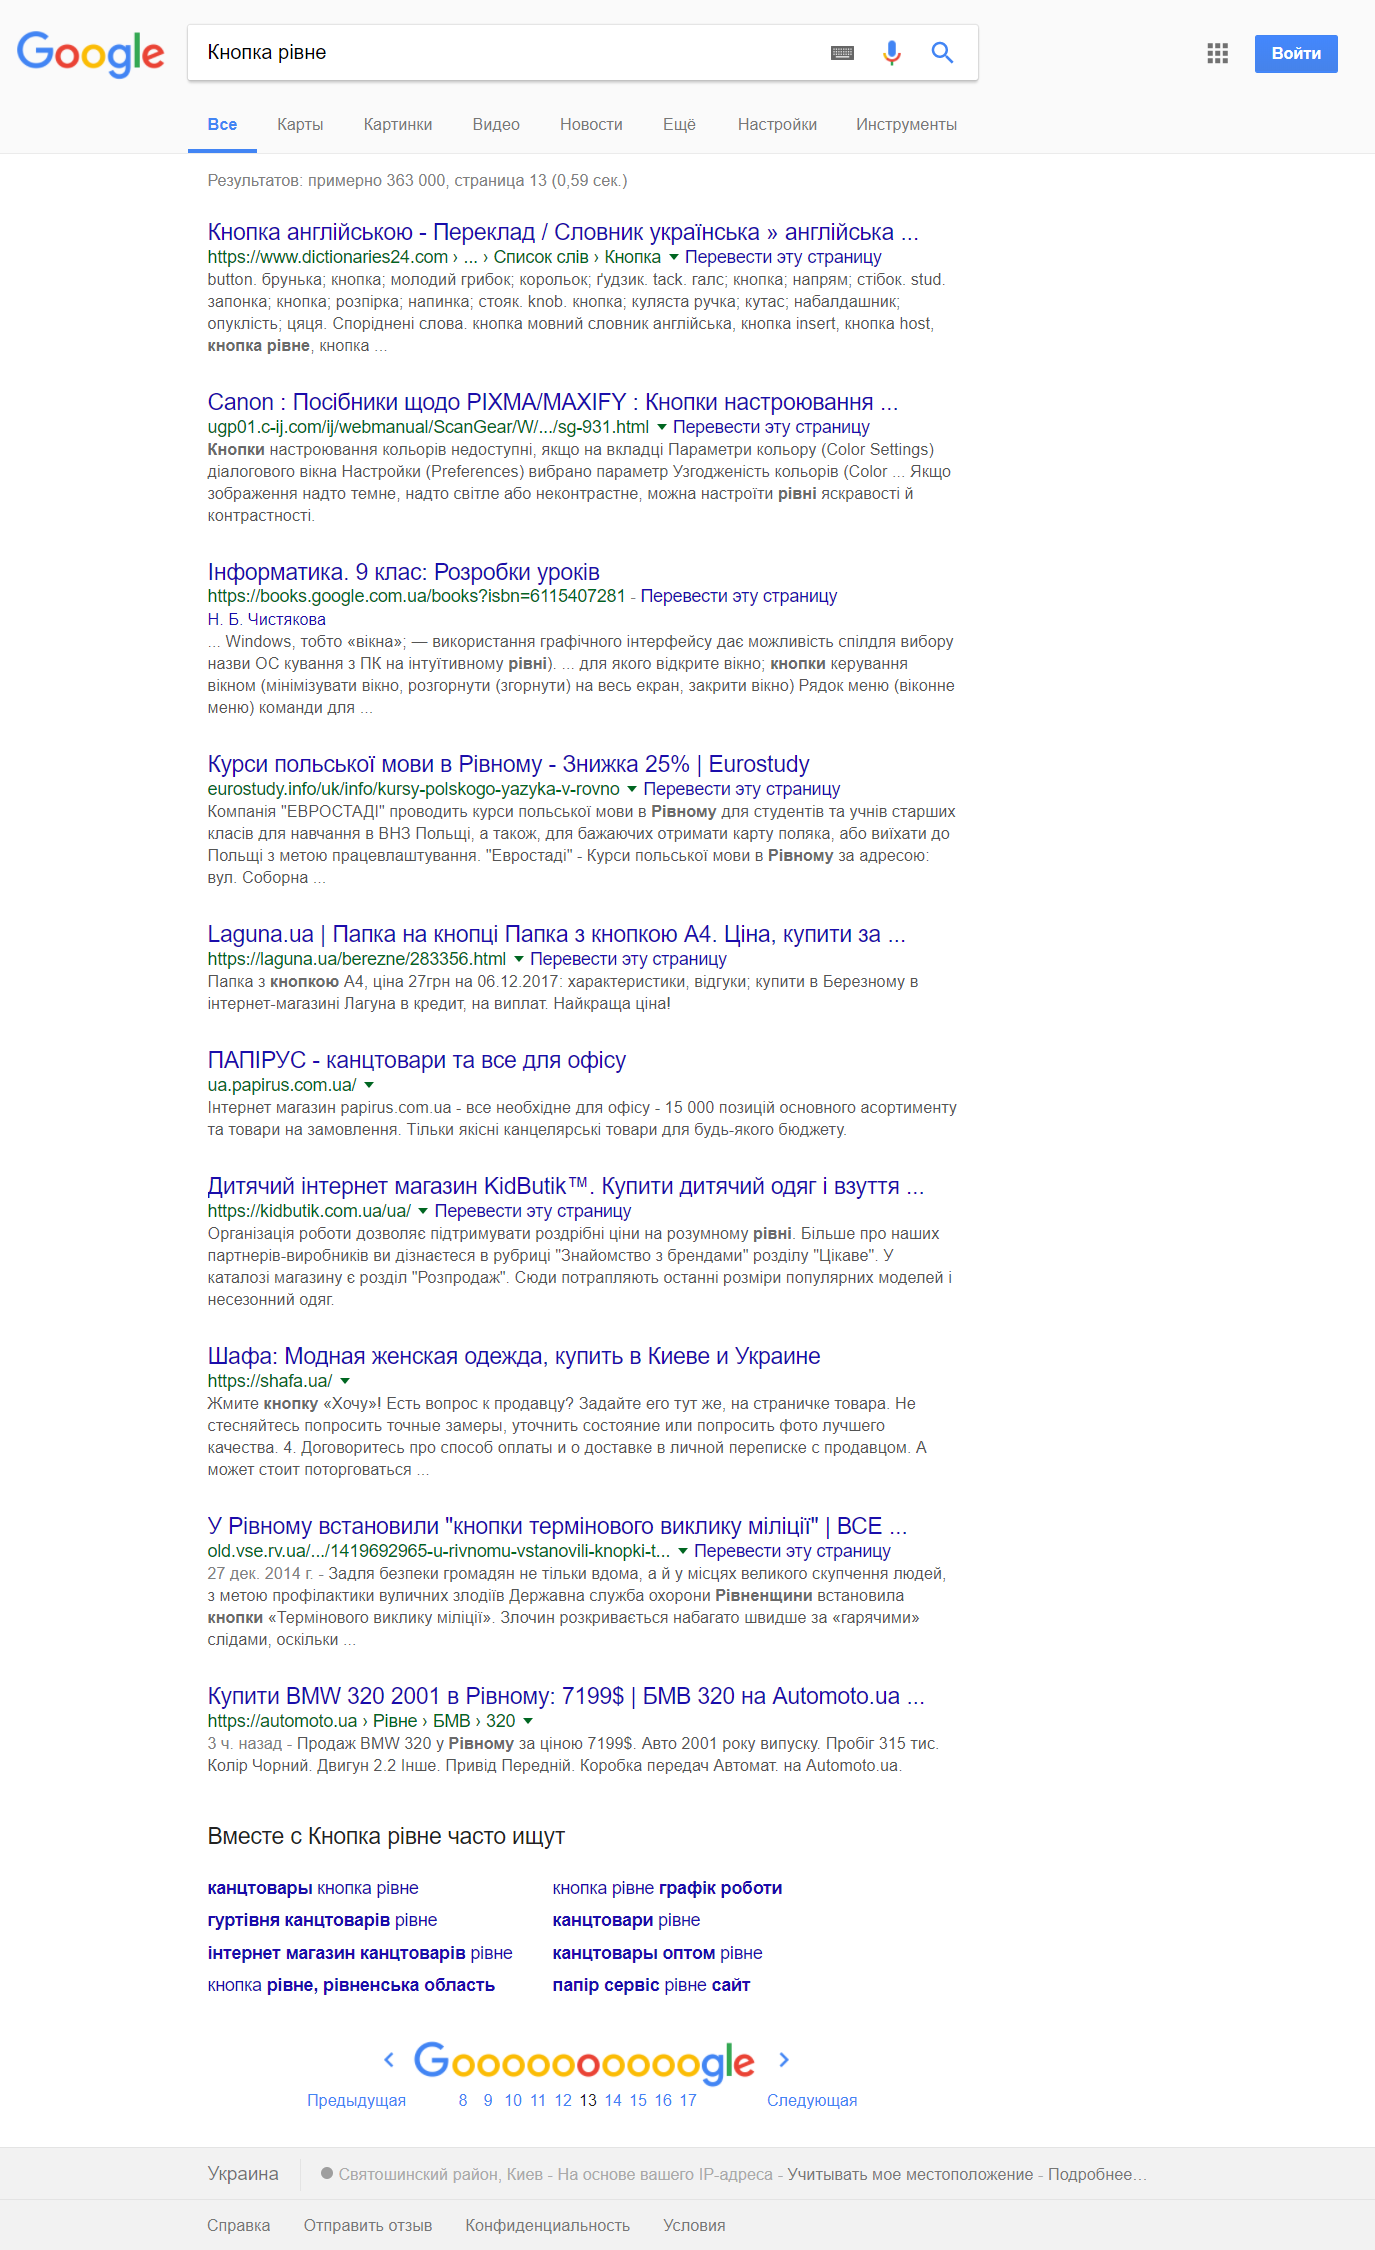 Google
Кнопка рівне
Войти
Все Карты Картинки Видео Новости Ещё Настройки Инструменты
Результатов: примерно 363 000, страница 13 (0,59 сек.)
Кнопка англійською - Переклад / Словник українська » англійська ...
https://www.dictionaries24.com › ... › Список слів › Кнопка Перевести эту страницу
button. брунька; кнопка; молодий грибок; корольок; ґудзик. tack. галс; кнопка; напрям; стібок. stud.
запонка; кнопка; розпірка; напинка; стояк. knob. кнопка; куляста ручка; кутас; набалдашник;
опуклість; цяця. Споріднені слова. кнопка мовний словник англійська, кнопка insert, кнопка host,
кнопка рівне, кнопка ...
Canon : Посібники щодо PIXMA/MAXIFY : Кнопки настроювання ...
ugp01.c-ij.com/ij/webmanual/ScanGear/W/.../sg-931.html Перевести эту страницу
Кнопки настроювання кольорів недоступні, якщо на вкладці Параметри кольору (Color Settings)
діалогового вікна Настройки (Preferences) вибрано параметр Узгодженість кольорів (Color ... Якщо
зображення надто темне, надто світле або неконтрастне, можна настроїти рівні яскравості й
контрастності.
Інформатика. 9 клас: Розробки уроків
https://books.google.com.ua/books?isbn=6115407281 - Перевести эту страницу
Н. Б. Чистякова
... Windows, тобто «вікна»; — використання графічного інтерфейсу дає можливість спілдля вибору
назви ОС кування з ПК на інтуїтивному рівні). ... для якого відкрите вікно; кнопки керування
вікном (мінімізувати вікно, розгорнути (згорнути) на весь екран, закрити вікно) Рядок меню (віконне
меню) команди для ...
Курси польської мови в Рівному - Знижка 25% | Eurostudy
eurostudy.info/uk/info/kursy-polskogo-yazyka-v-rovno Перевести эту страницу
Компанія "ЕВРОСТАДІ" проводить курси польської мови в Рівному для студентів та учнів старших
класів для навчання в ВНЗ Польщі, а також, для бажаючих отримати карту поляка, або виїхати до
Польщі з метою працевлаштування. "Евростаді" - Курси польської мови в Рівному за адресою:
вул. Соборна ...
Laguna.ua | Папка на кнопці Папка з кнопкою А4. Ціна, купити за ...
https://laguna.ua/berezne/283356.html Перевести эту страницу
Папка з кнопкою А4, ціна 27грн на 06.12.2017: характеристики, відгуки; купити в Березному в
інтернет-магазині Лагуна в кредит, на виплат. Найкраща ціна!
ПАПІРУС - канцтовари та все для офісу
ua.papirus.com.ua/
Інтернет магазин papirus.com.ua - все необхідне для офісу - 15 000 позицій основного асортименту
та товари на замовлення. Тільки якісні канцелярські товари для будь-якого бюджету.
Дитячий інтернет магазин KidButik™. Купити дитячий одяг і взуття ...
https://kidbutik.com.ua/ua/ Перевести эту страницу
Організація роботи дозволяє підтримувати роздрібні ціни на розумному рівні. Більше про наших
партнерів-виробників ви дізнаєтеся в рубриці "Знайомство з брендами" розділу "Цікаве". У
каталозі магазину є розділ "Розпродаж". Сюди потрапляють останні розміри популярних моделей і
несезонний одяг.
Шафа: Модная женская одежда, купить в Киеве и Украине
https://shafa.ua/
Жмите кнопку «Хочу»! Есть вопрос к продавцу? Задайте его тут же, на страничке товара. Не
стесняйтесь попросить точные замеры, уточнить состояние или попросить фото лучшего
качества. 4. Договоритесь про способ оплаты и о доставке в личной переписке с продавцом. А
может стоит поторговаться ...
У Рівному встановили "кнопки термінового виклику міліції" | ВСЕ ...
old.vse.rv.ua/.../1419692965-u-rivnomu-vstanovili-knopki-t... Перевести эту страницу
27 дек. 2014 г. - Задля безпеки громадян не тільки вдома, а й у місцях великого скупчення людей,
з метою профілактики вуличних злодіїв Державна служба охорони Рівненщини встановила
кнопки «Термінового виклику міліції». Злочин розкривається набагато швидше за «гарячими»
слідами, оскільки ...
Купити BMW 320 2001 в Рівному: 7199$ | БМВ 320 на Automoto.ua ...
https://automoto.ua › Рівне › БМВ › 320
3 ч. назад - Продаж BMW 320 у Рівному за ціною 7199$. Авто 2001 року випуску. Пробіг 315 тис.
Колір Чорний. Двигун 2.2 Інше. Привід Передній. Коробка передач Автомат. на Automoto.ua.
Вместе с Кнопка рівне часто ищут
канцтовары кнопка рівне кнопка рівне графік роботи
гуртівня канцтоварів рівне канцтовари рівне
інтернет магазин канцтоварів рівне канцтовары оптом рівне
кнопка рівне, рівненська область папір сервіс рівне сайт
Goooooooooogle
Предыдущая 8 9 10 11 12 13 14 15 16 17 Следующая
Украина Святошинский район, Киев - На основе вашего IP-адреса - Учитывать мое местоположение - Подробнее...
Справка Отправить отзыв Конфиденциальность Условия